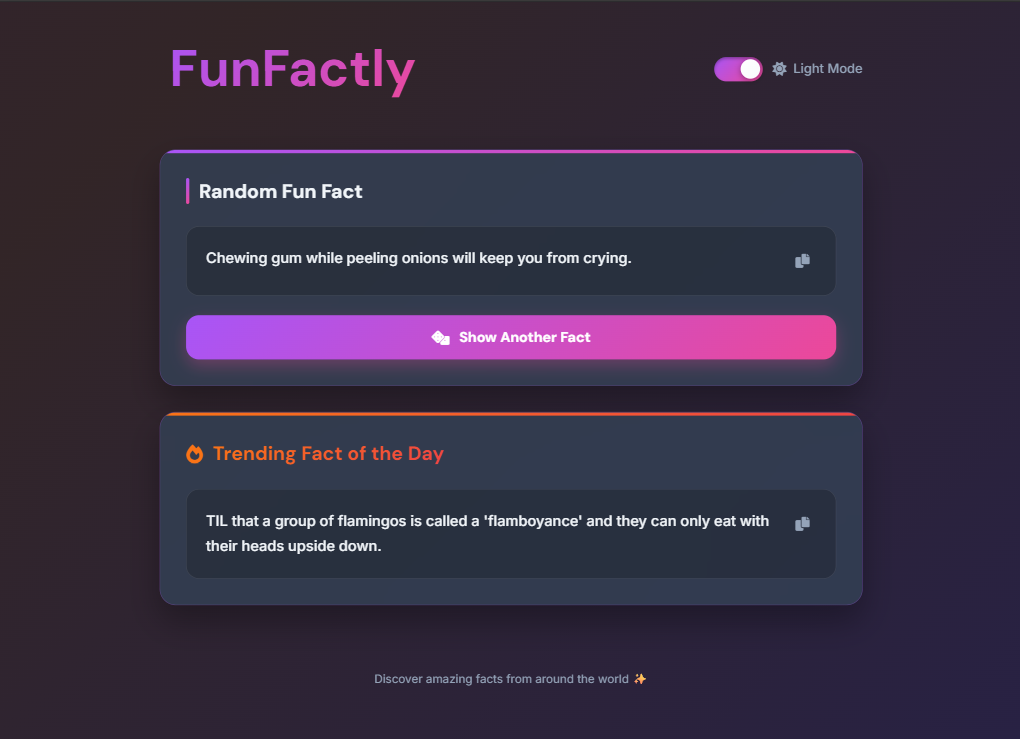 FunFactly
Light Mode
Random Fun Fact
Chewing gum while peeling onions will keep you from crying.
Show Another Fact
Trending Fact of the Day
TIL that a group of flamingos is called a 'flamboyance' and they can only eat with
their heads upside down.
Discover amazing facts from around the world ✨